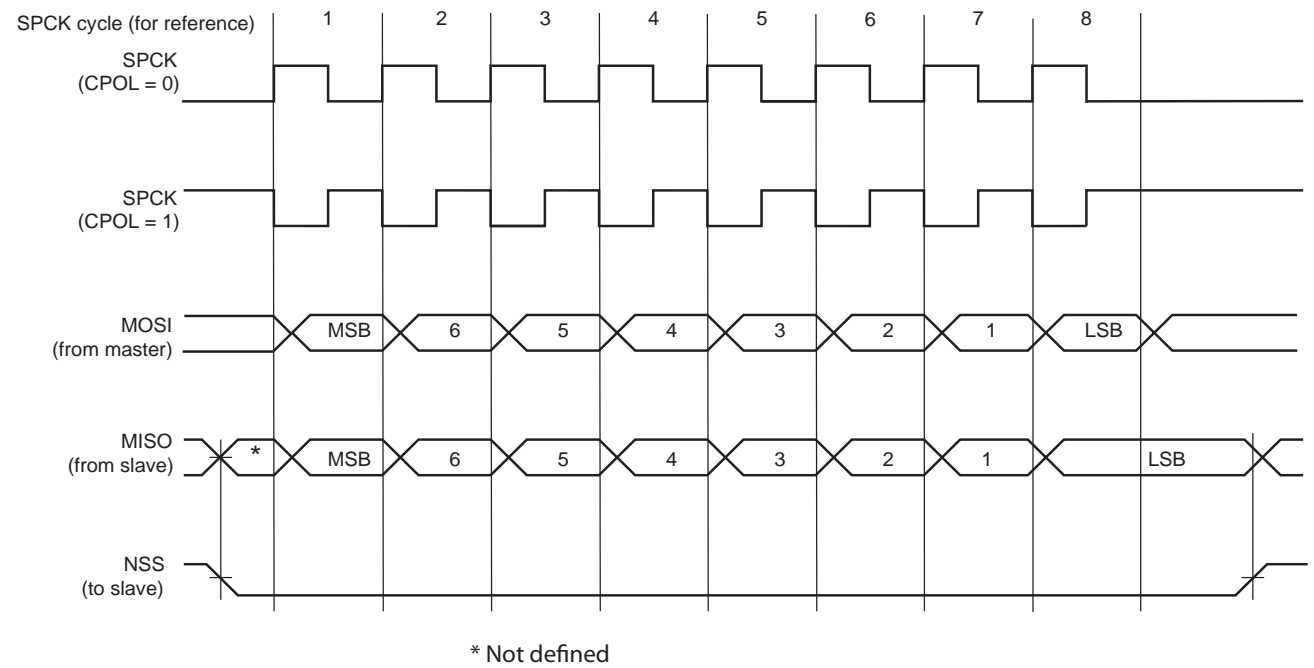 SPCK cycle (for reference) 1 2 3 4 5 6 7 8
SPCK
(CPOL = 0)
SPCK
(CPOL = 1)
MOSI
(from master)
MSB 6 5 4 3 2 1 LSB
MISO
(from slave)
* MSB 6 5 4 3 2 1 LSB
NSS
(to slave)
* Not defined